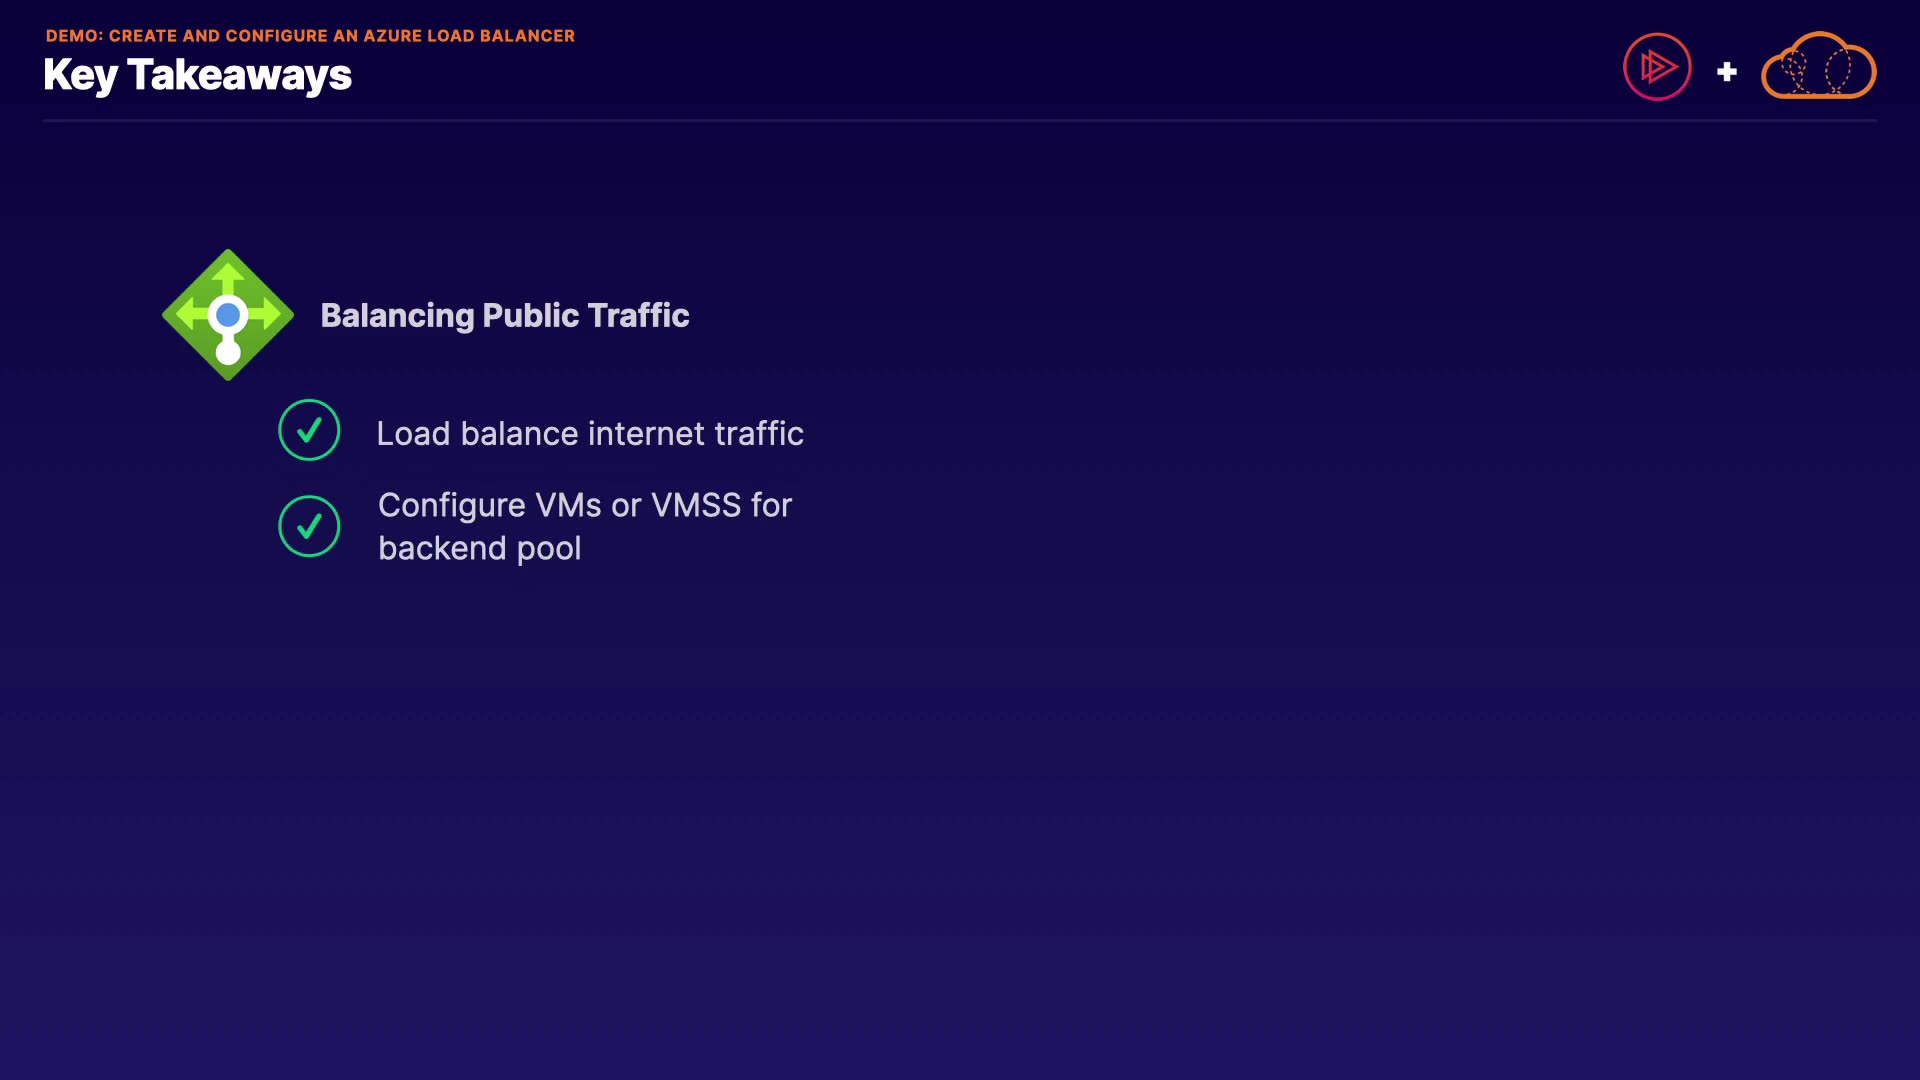 DEMO: CREATE AND CONFIGURE AN AZURE LOAD BALANCER
Key Takeaways
Balancing Public Traffic
Load balance internet traffic
Configure VMs or VMSS for
backend pool